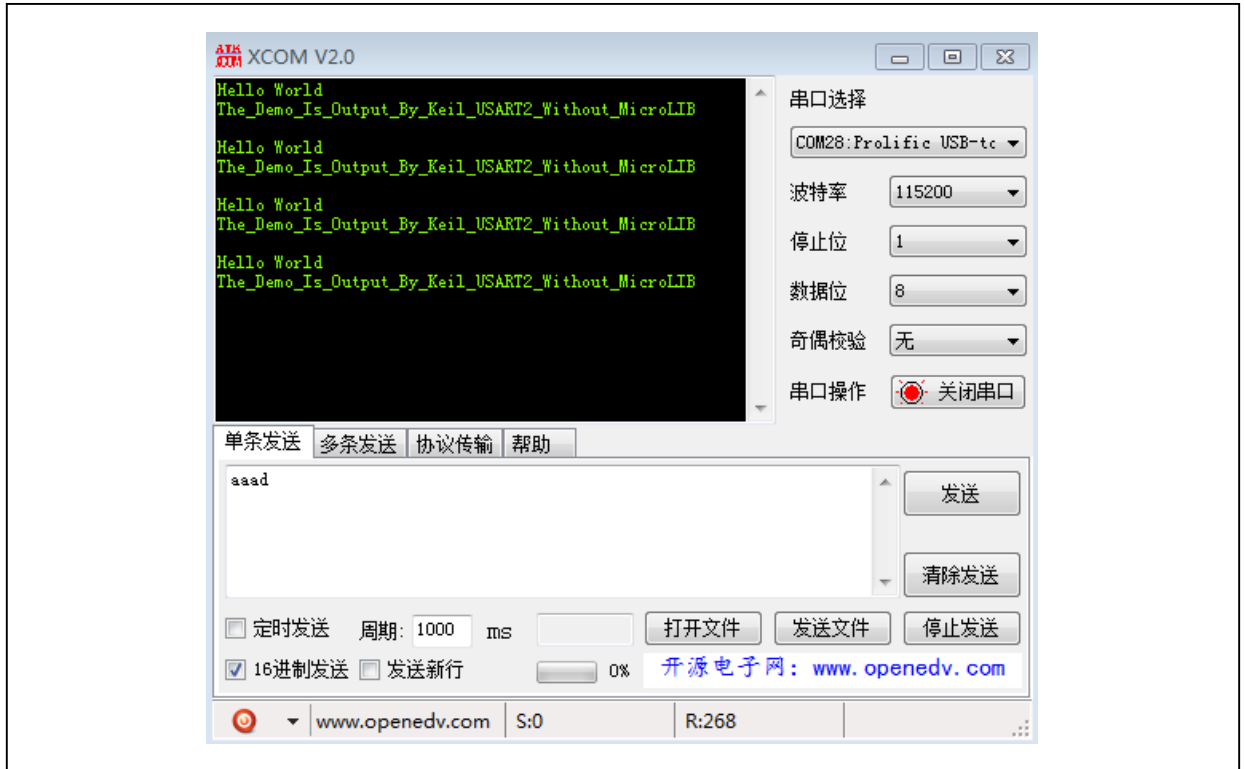 ATK
COM XCOM V2.0
Hello World
The_Demo_Is_Output_By_Keil_USART2_Without_MicroLIB
Hello World
The_Demo_Is_Output_By_Keil_USART2_Without_MicroLIB
Hello World
The_Demo_Is_Output_By_Keil_USART2_Without_MicroLIB
Hello World
The_Demo_Is_Output_By_Keil_USART2_Without_MicroLIB
串口选择
COM28:Prolific USB-to
波特率 115200
停止位 1
数据位 8
奇偶校验 无
串口操作 关闭串口
单条发送 多条发送 协议传输 帮助
aaad
发送
清除发送
定时发送 周期: 1000 ms 打开文件 发送文件 停止发送
16进制发送 发送新行 0% 开源电子网: www.openedv.com
www.openedv.com S:0 R:268